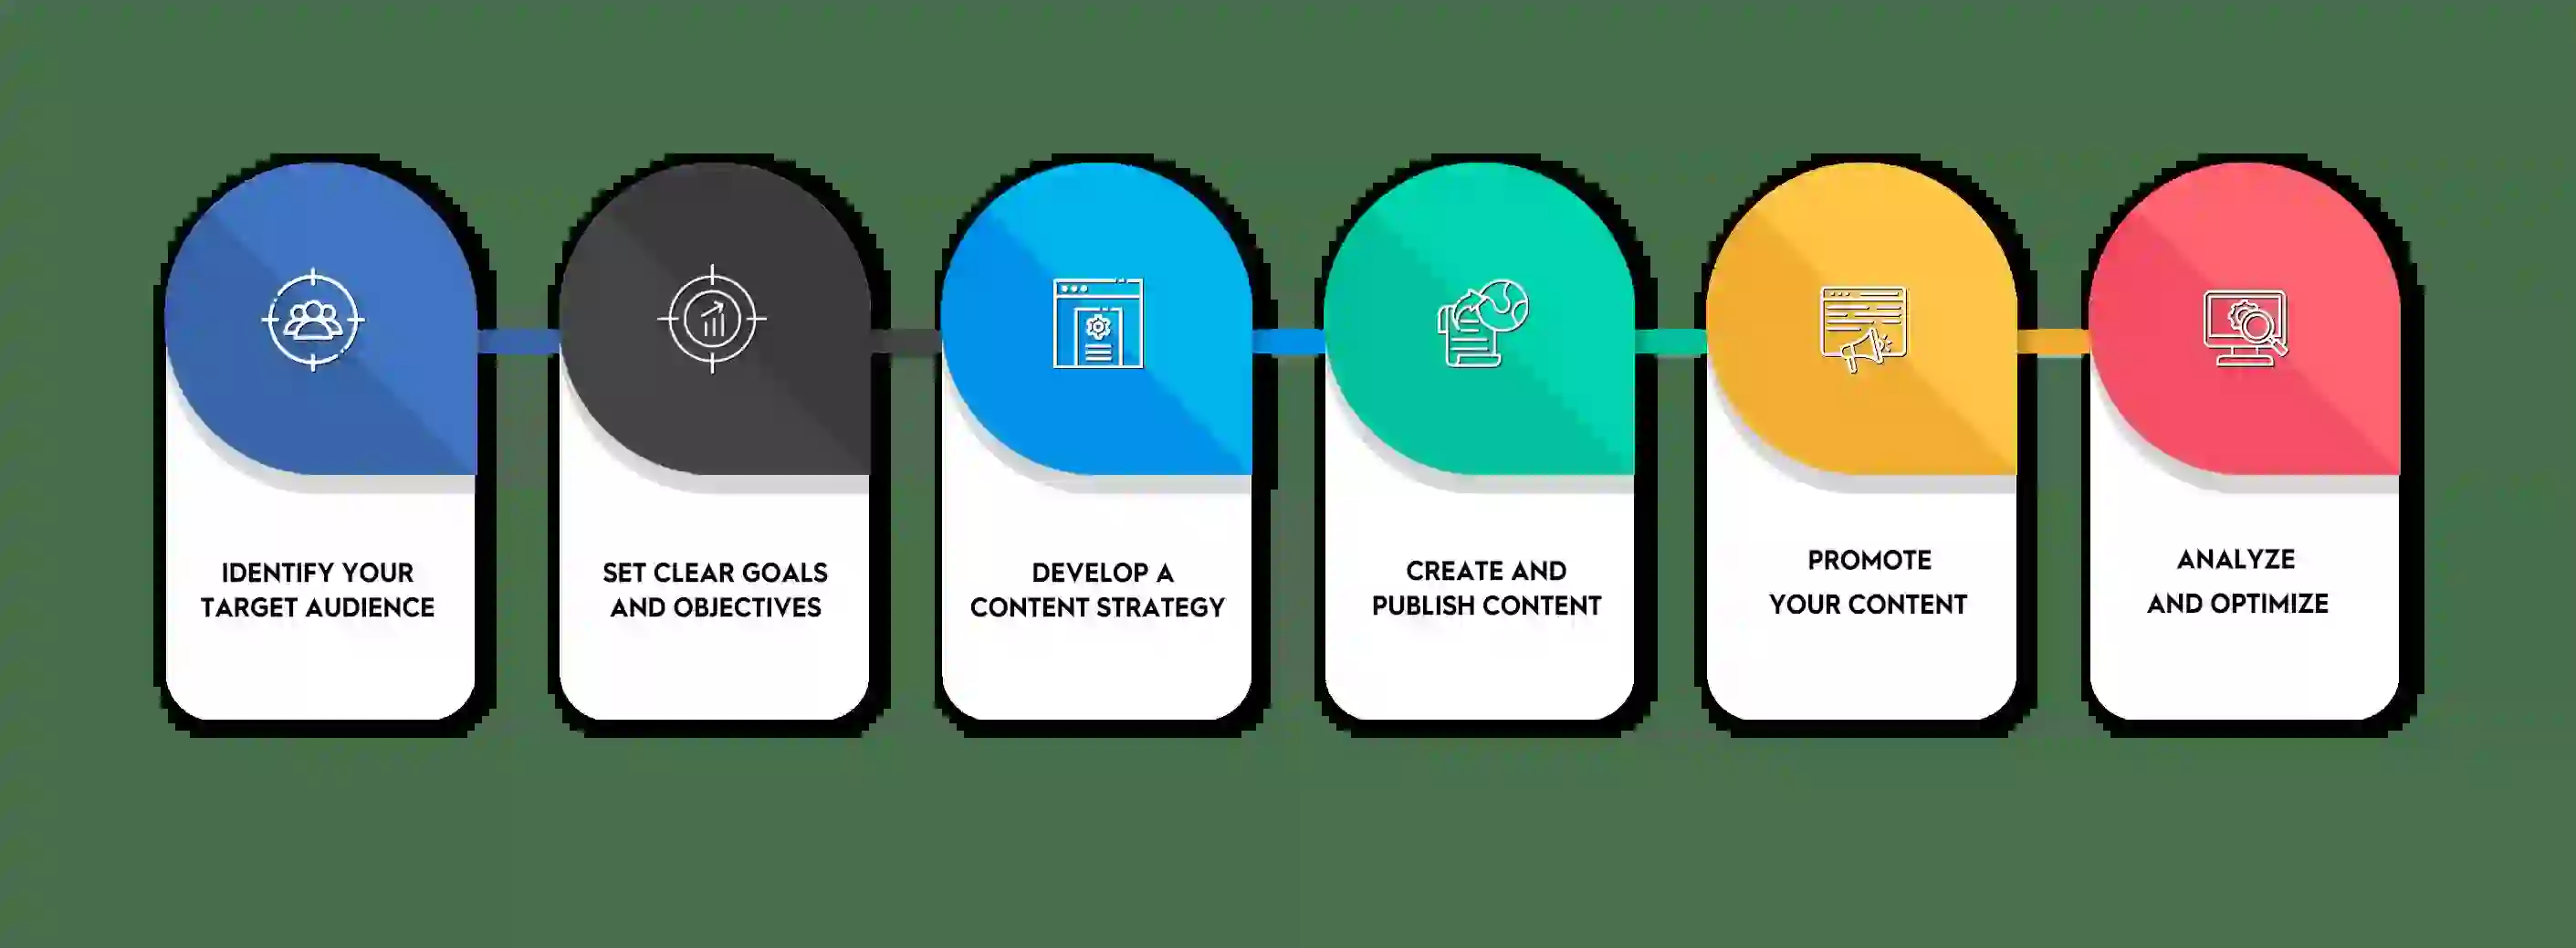 IDENTIFY YOUR
TARGET AUDIENCE
SET CLEAR GOALS
AND OBJECTIVES
DEVELOP A
CONTENT STRATEGY
CREATE AND
PUBLISH CONTENT
PROMOTE
YOUR CONTENT
ANALYZE
AND OPTIMIZE